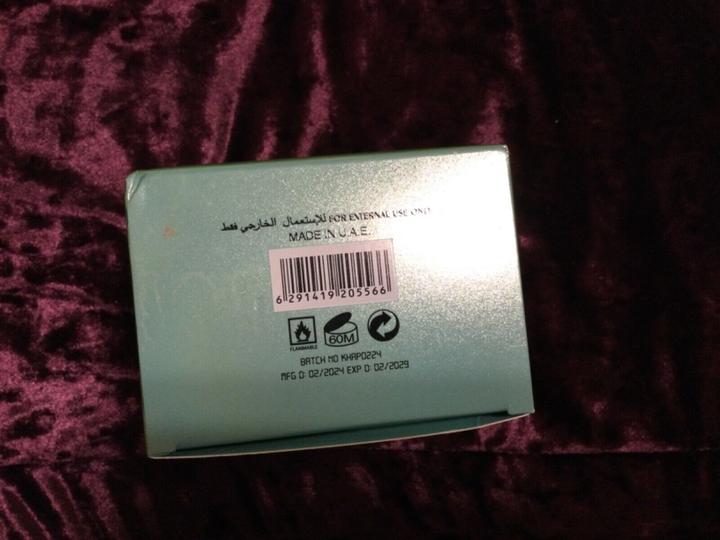 للإستعمال الخارجي فقط FOR EXTERNAL USE ONLY
MADE IN U.A.E.
6 291419 205566
FLAMMABLE
60M
BATCH NO KHAP0224
MFG D: 02/2024 EXP D: 02/2029